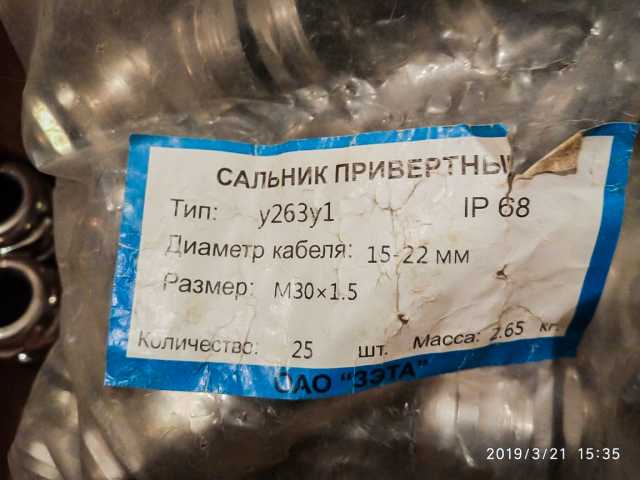 САЛЬНИК ПРИВЕРТНЫ
Тип: у263у1 IP 68
Диаметр кабеля: 15-22 мм
Размер: М30×1.5
Количество: 25 шт. Масса: 2.65 кг.
ОАО "ЗЭТА"
2019/3/21 15:35